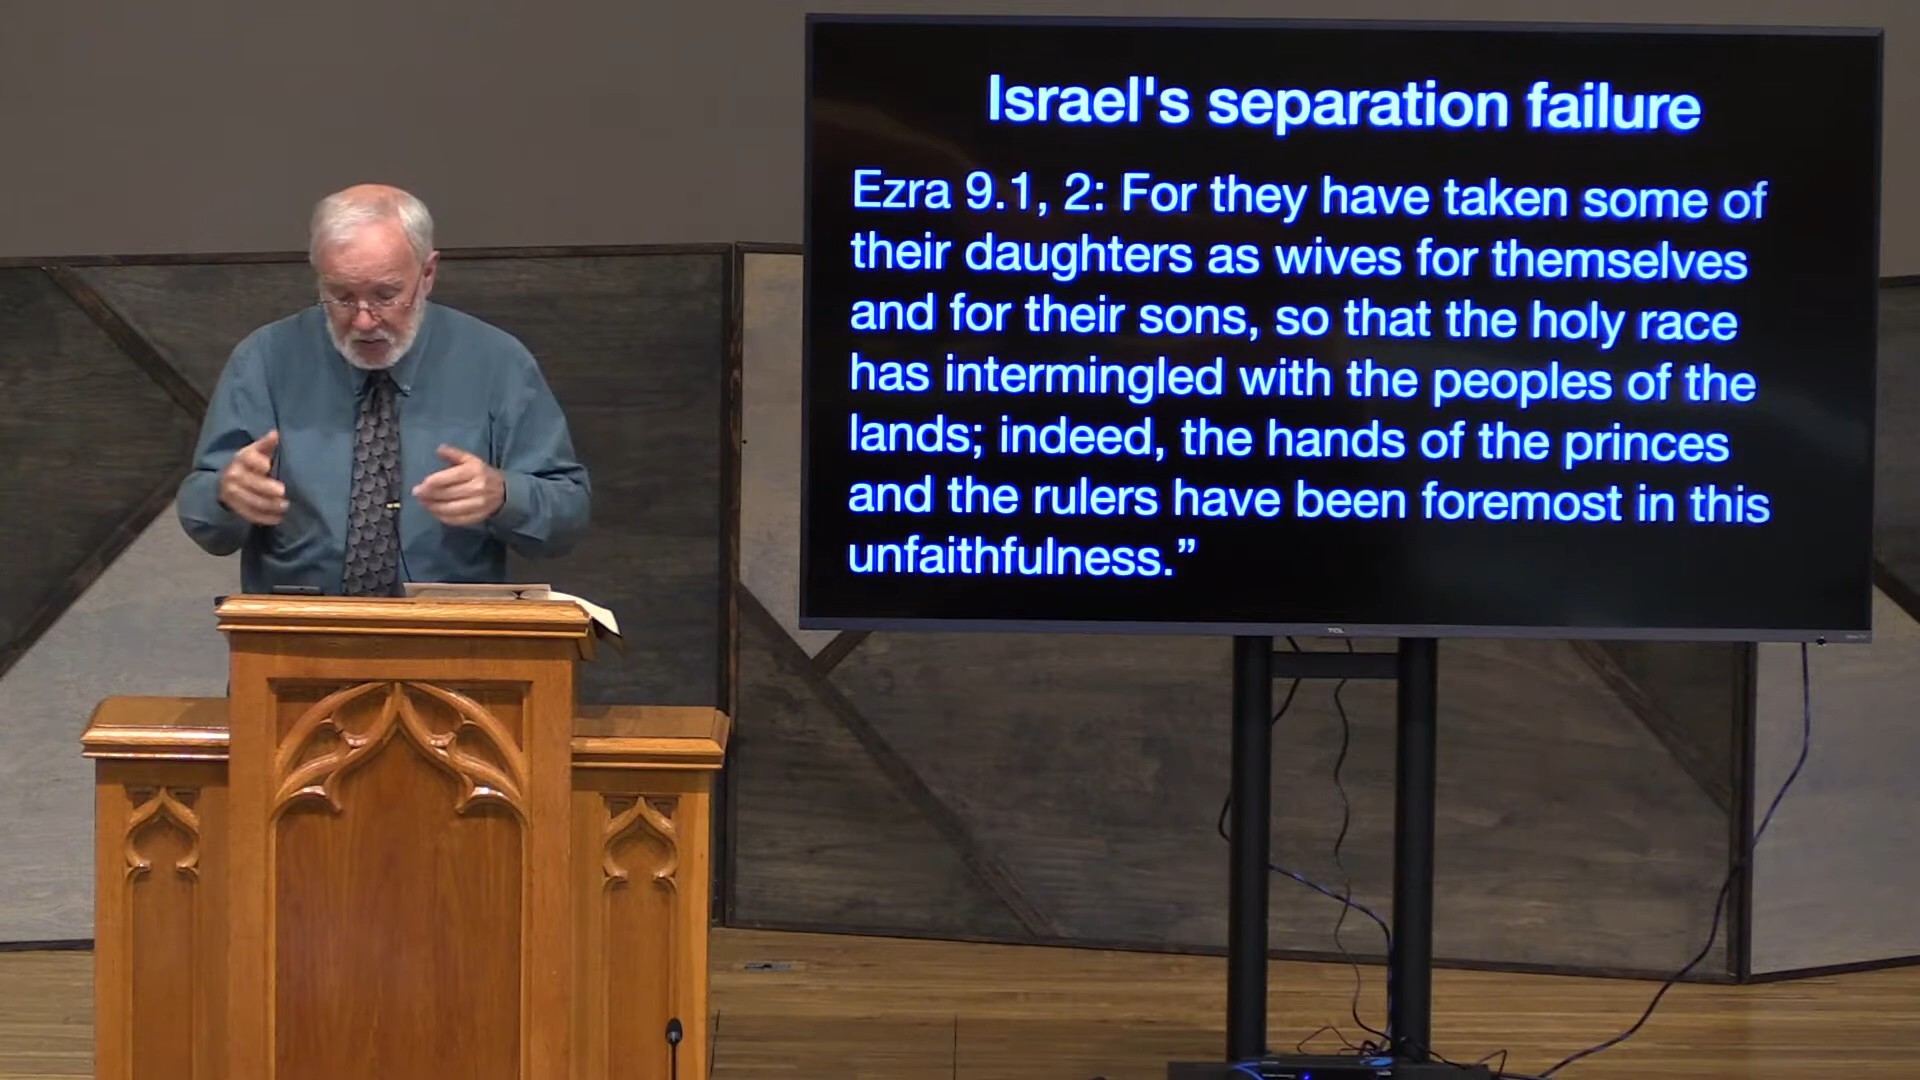 Israel's separation failure
Ezra 9.1, 2: For they have taken some of
their daughters as wives for themselves
and for their sons, so that the holy race
has intermingled with the peoples of the
lands; indeed, the hands of the princes
and the rulers have been foremost in this
unfaithfulness.”
TCL